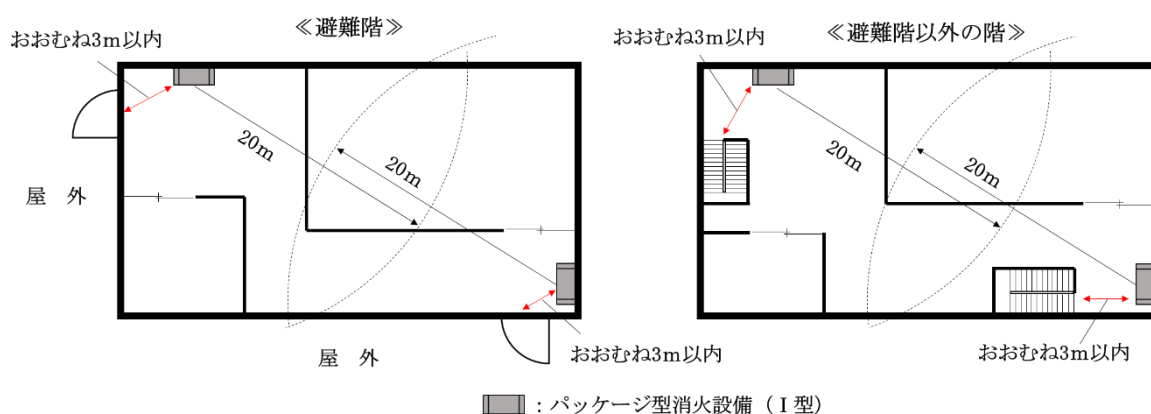 ≪避難階≫
おおむね3m以内
20m
20m
屋 外
屋 外
おおむね3m以内
≪避難階以外の階≫
おおむね3m以内
20m
20m
おおむね3m以内
:パッケージ型消火設備(Ⅰ型)